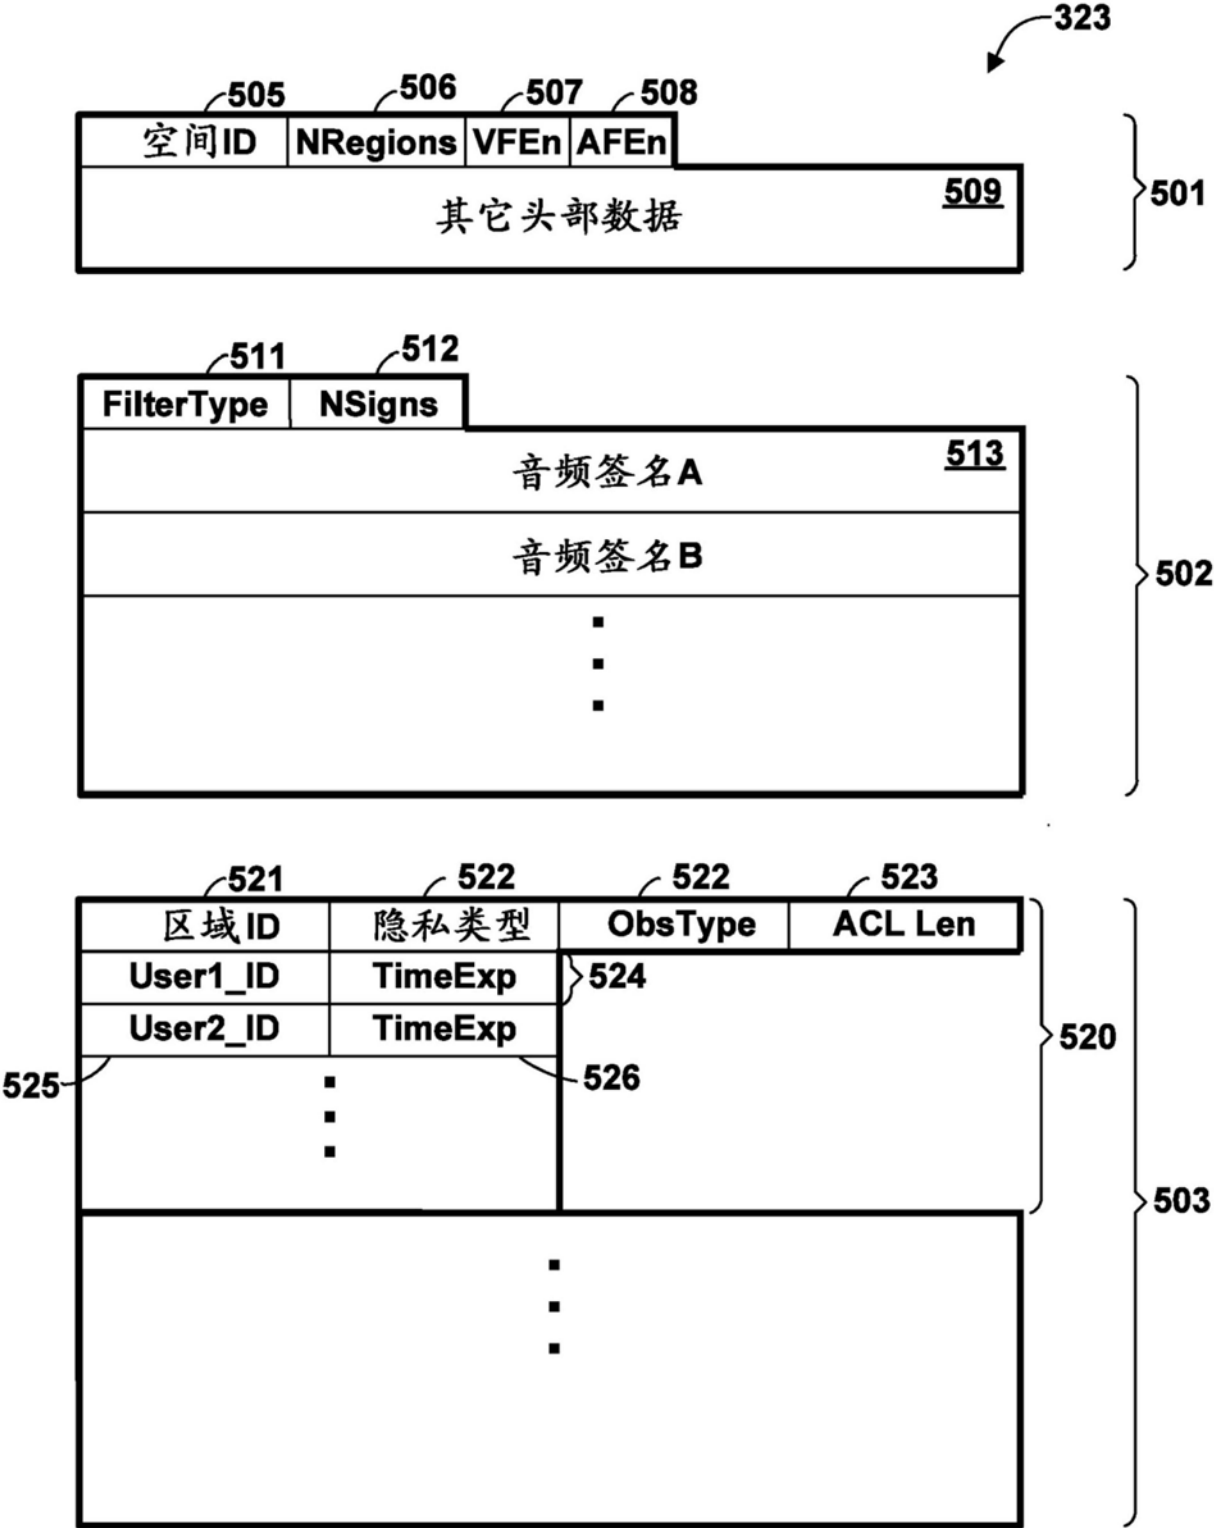 323
505 506 507 508
空间ID NRegions VFEn AFEn
509
其它头部数据
501
511 512
FilterType NSigns
513
音频签名A
音频签名B
502
521 522 522 523
区域ID 隐私类型 ObsType ACL Len
User1_ID TimeExp 524
User2_ID TimeExp
520
525 526
503